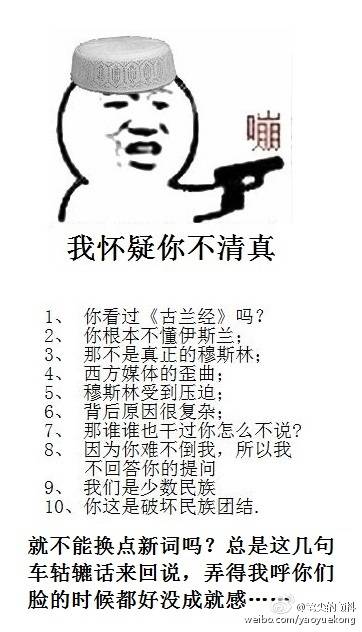 嘣
我怀疑你不清真
1、 你看过《古兰经》吗？
2、 你根本不懂伊斯兰；
3、 那不是真正的穆斯林；
4、 西方媒体的歪曲；
5、 穆斯林受到压迫；
6、 背后原因很复杂；
7、 那谁谁也干过你怎么不说?
8、 因为你难不倒我，所以我
不回答你的提问
9、 我们是少数民族
10、你这是破坏民族团结.
就不能换点新词吗？总是这几句
车轱辘话来回说，弄得我呼你们
脸的时候都好没成就感……
weibo.com/yaoyuekong